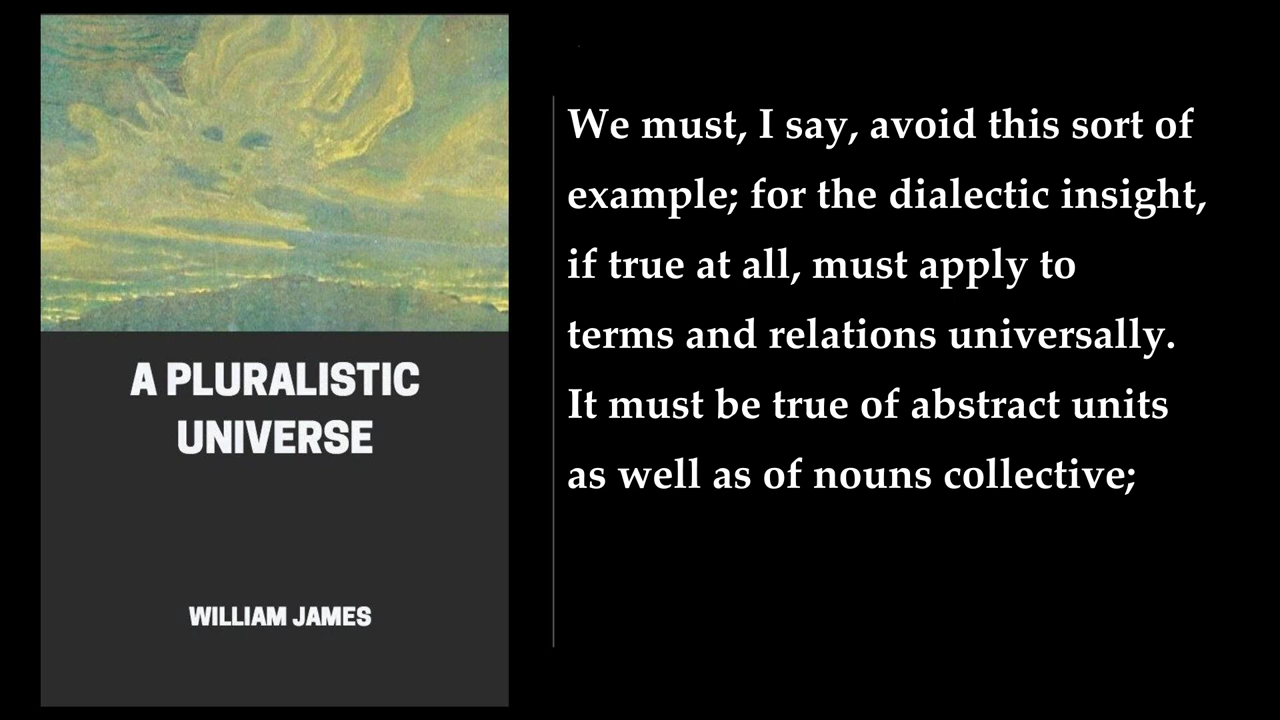 A PLURALISTIC
UNIVERSE
WILLIAM JAMES
We must, I say, avoid this sort of
example; for the dialectic insight,
if true at all, must apply to
terms and relations universally.
It must be true of abstract units
as well as of nouns collective;